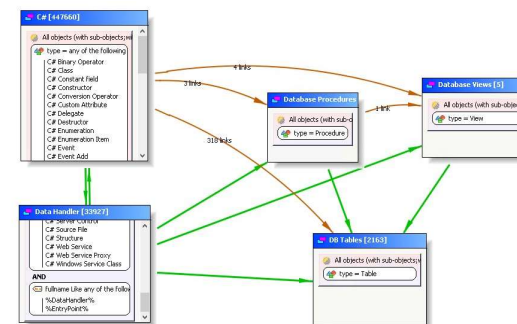 C# [447660]
All objects (with sub-objects;wi
type = any of the following
C# Binary Operator
C# Class
C# Constant field
C# Constructor
C# Conversion Operator
C# Custom Attribute
C# Delegate
C# Destructor
C# Enumeration
C# Enumeration Item
C# Event
C# Event Add
4 links
3 links
318 links
1 link
Database Procedures
All objects (with sub-o
type = Procedure
Database Views [5]
All objects (with sub-obje
type = View
Data Handler [33927]
C# Server Control
C# Source File
C# Structure
C# Web Service
C# Web Service Proxy
C# Windows Service Class
AND
fullname Like any of the follow
%DataHandler%
%EntryPoint%
DB Tables [2163]
All objects (with sub-objects;w
type = Table